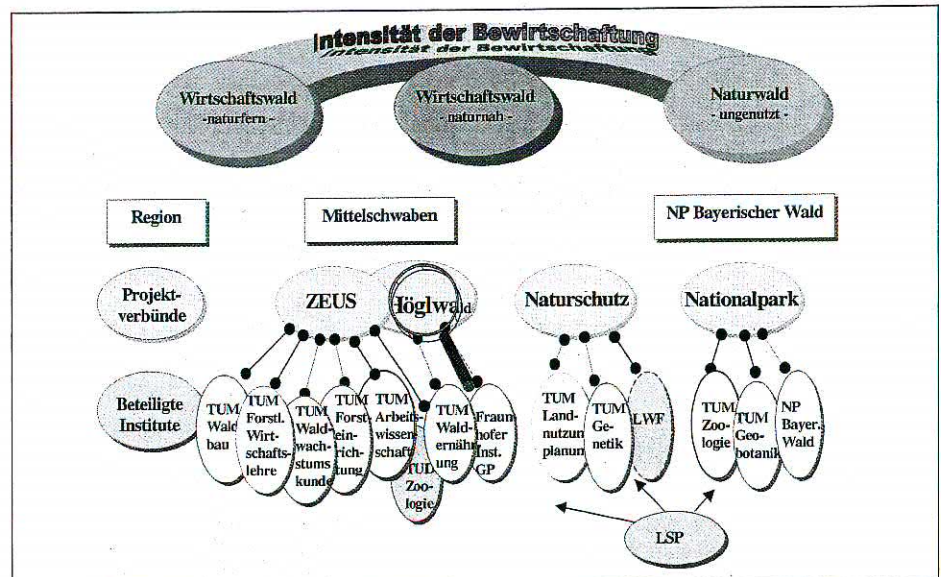 Intensität der Bewirtschaftung
Intensität der Bewirtschaftung
Wirtschaftswald
-naturfern -
Wirtschaftswald
- naturnah -
Naturwald
- ungenutzt -
Region
Mittelschwaben
NP Bayerischer Wald
Projekt-
verbünde
ZEUS
Höglwald
Naturschutz
Nationalpark
Beteiligte
Institute
TUM
Wald
bau
TUM
Forstl.
Wirt-
schafts-
lehre
TUM
Wald-
wach-
stums
kunde
TUM
Forst-
ein-
rich-
tung
TUM
Arbeits-
wissen-
schaft
TUD
Zoo-
logie
TUM
Wald-
ernähr
ung
Fraun
hofer
Inst.
GP
TUM
Land-
nutzun
planun
TUM
Ge-
netik
LWF
TUM
Zoo-
logie
TUM
Geo-
botanik
NP
Bayer.
Wald
LSP